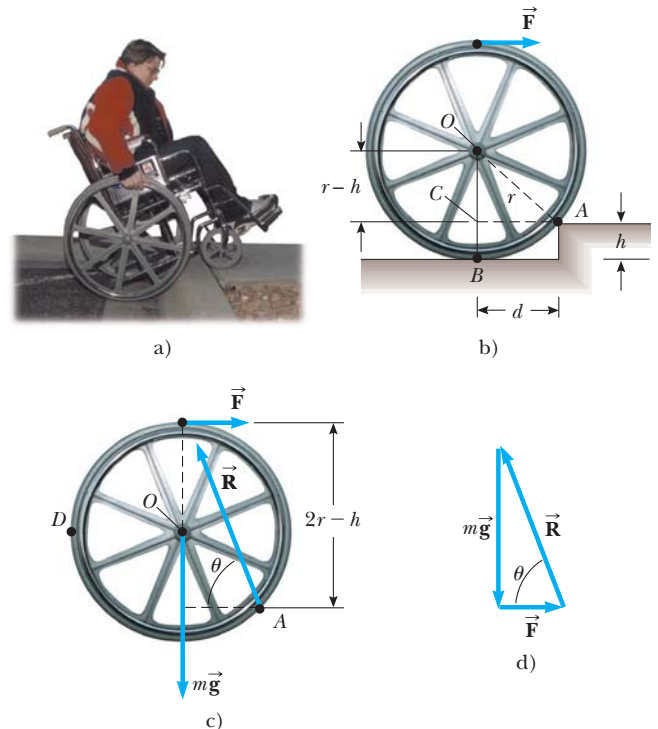 F⃗
O
r – h
C
r
A
h
B
d
a)
b)
F⃗
R⃗
D
O
2r – h
θ
A
mg⃗
c)
mg⃗
R⃗
θ
F⃗
d)